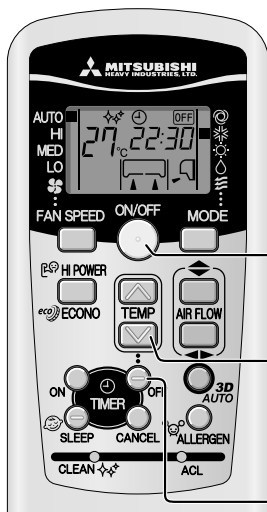 MITSUBISHI
HEAVY INDUSTRIES, LTD.
AUTO OFF
HI 27°C 22:30
MED
LO
FAN SPEED ON/OFF MODE
HI POWER
eco ECONO
TEMP
AIR FLOW
3D
AUTO
ON TIMER OFF
SLEEP CANCEL ALLERGEN
CLEAN ACL